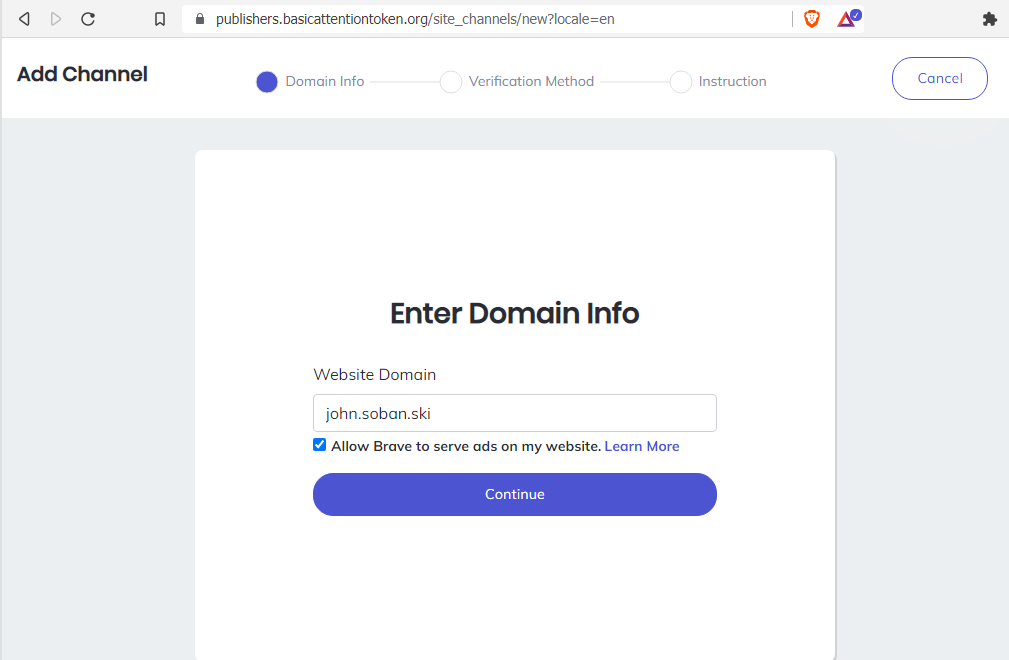 publishers.basicattentiontoken.org/site_channels/new?locale=en
Add Channel
Domain Info
Verification Method
Instruction
Cancel
Enter Domain Info
Website Domain
john.soban.ski
Allow Brave to serve ads on my website. Learn More
Continue